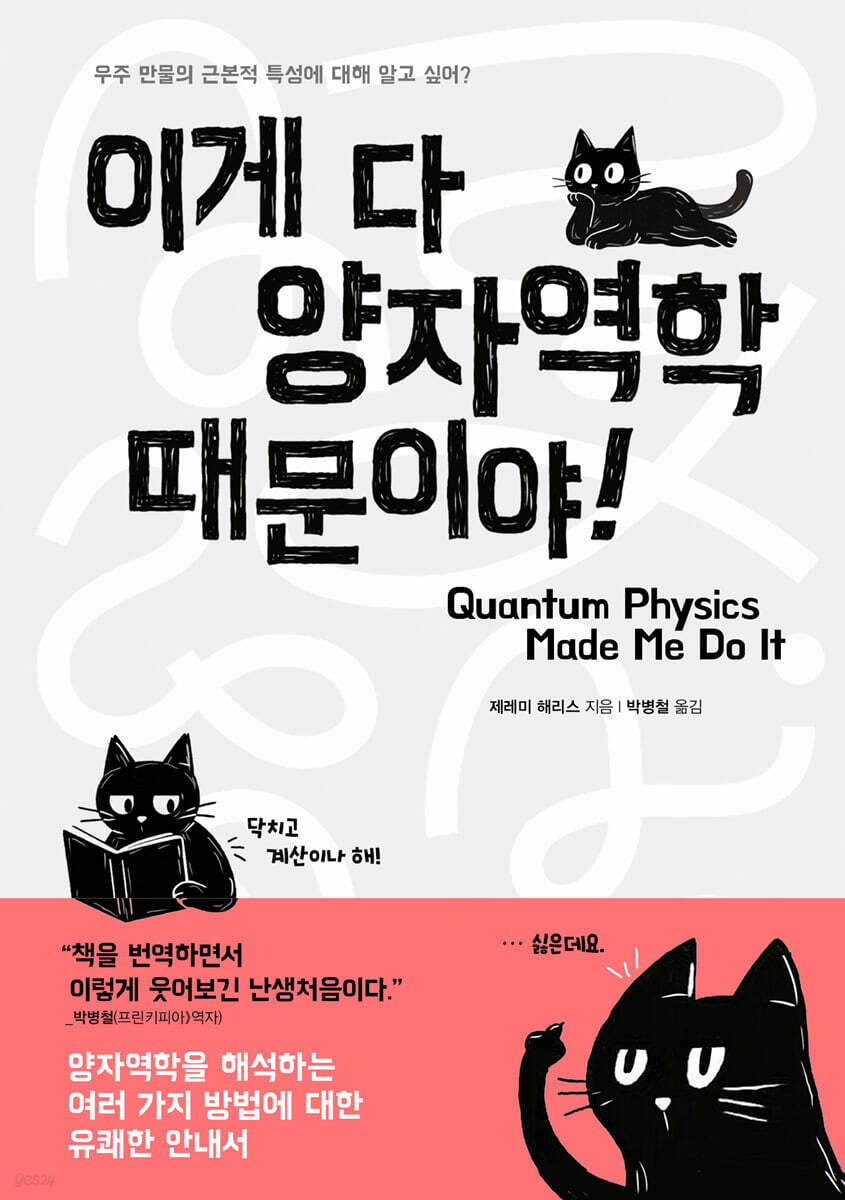 우주 만물의 근본적 특성에 대해 알고 싶어?
이게 다
양자역학
때문이야!
Quantum Physics
Made Me Do It
제레미 해리스 지음 | 박병철 옮김
닥치고
계산이나 해!
“책을 번역하면서
이렇게 웃어보긴 난생처음이다.”
_박병철(프린키피아》역자)
… 싫은데요.
양자역학을 해석하는
여러 가지 방법에 대한
유쾌한 안내서
yes24